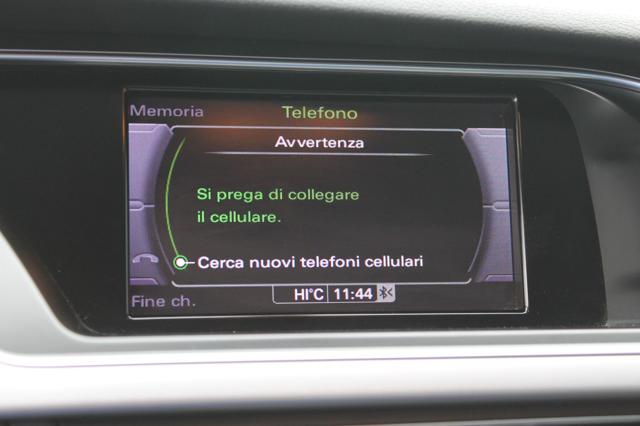 Memoria
Telefono
Avvertenza
Si prega di collegare
il cellulare.
Cerca nuovi telefoni cellulari
Fine ch.
HI°C 11:44